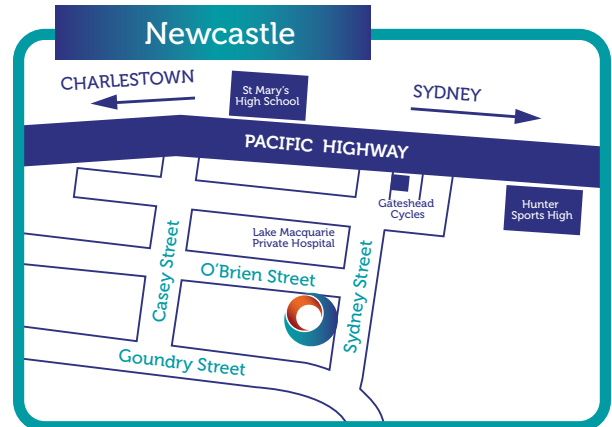 Newcastle
CHARLESTOWN
St Mary's
High School
SYDNEY
PACIFIC HIGHWAY
Gateshead
Cycles
Hunter
Sports High
Lake Macquarie
Private Hospital
Casey Street
O'Brien Street
Sydney Street
Goundry Street